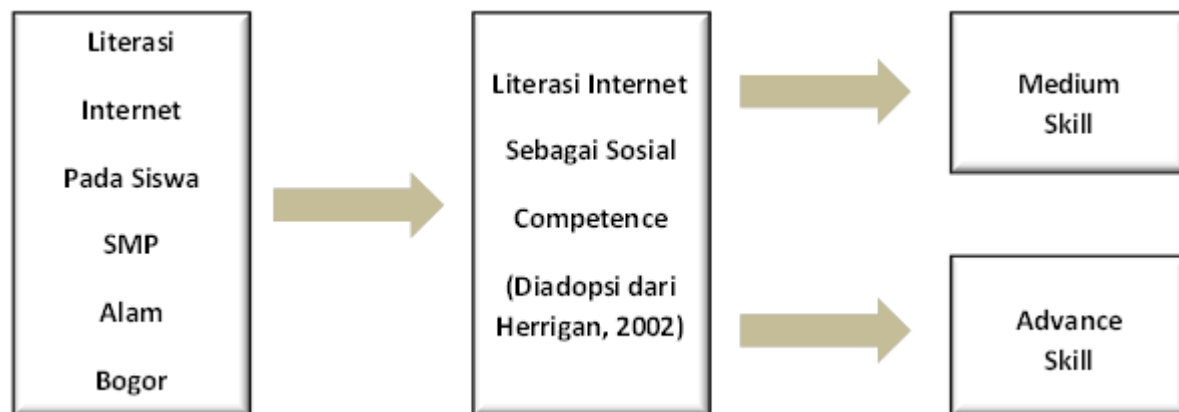 Literasi
Internet
Pada Siswa
SMP
Alam
Bogor
Literasi Internet
Sebagai Sosial
Competence
(Diadopsi dari
Herrigan, 2002)
Medium
Skill
Advance
Skill